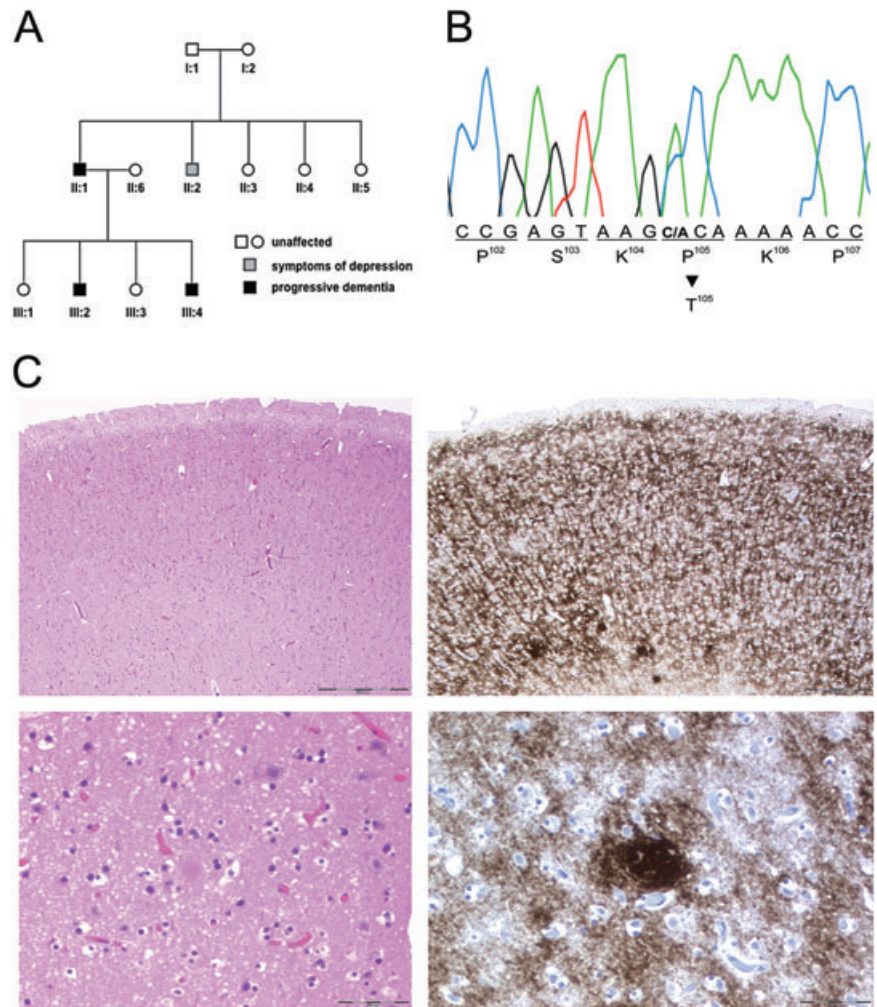 A
I:1 I:2
II:1 II:6 II:2 II:3 II:4 II:5
unaffected
symptoms of depression
progressive dementia
III:1 III:2 III:3 III:4
B
C C G A G T A A G C/A C A A A A A C C
P102 S103 K104 P105 K106 P107
T105
C